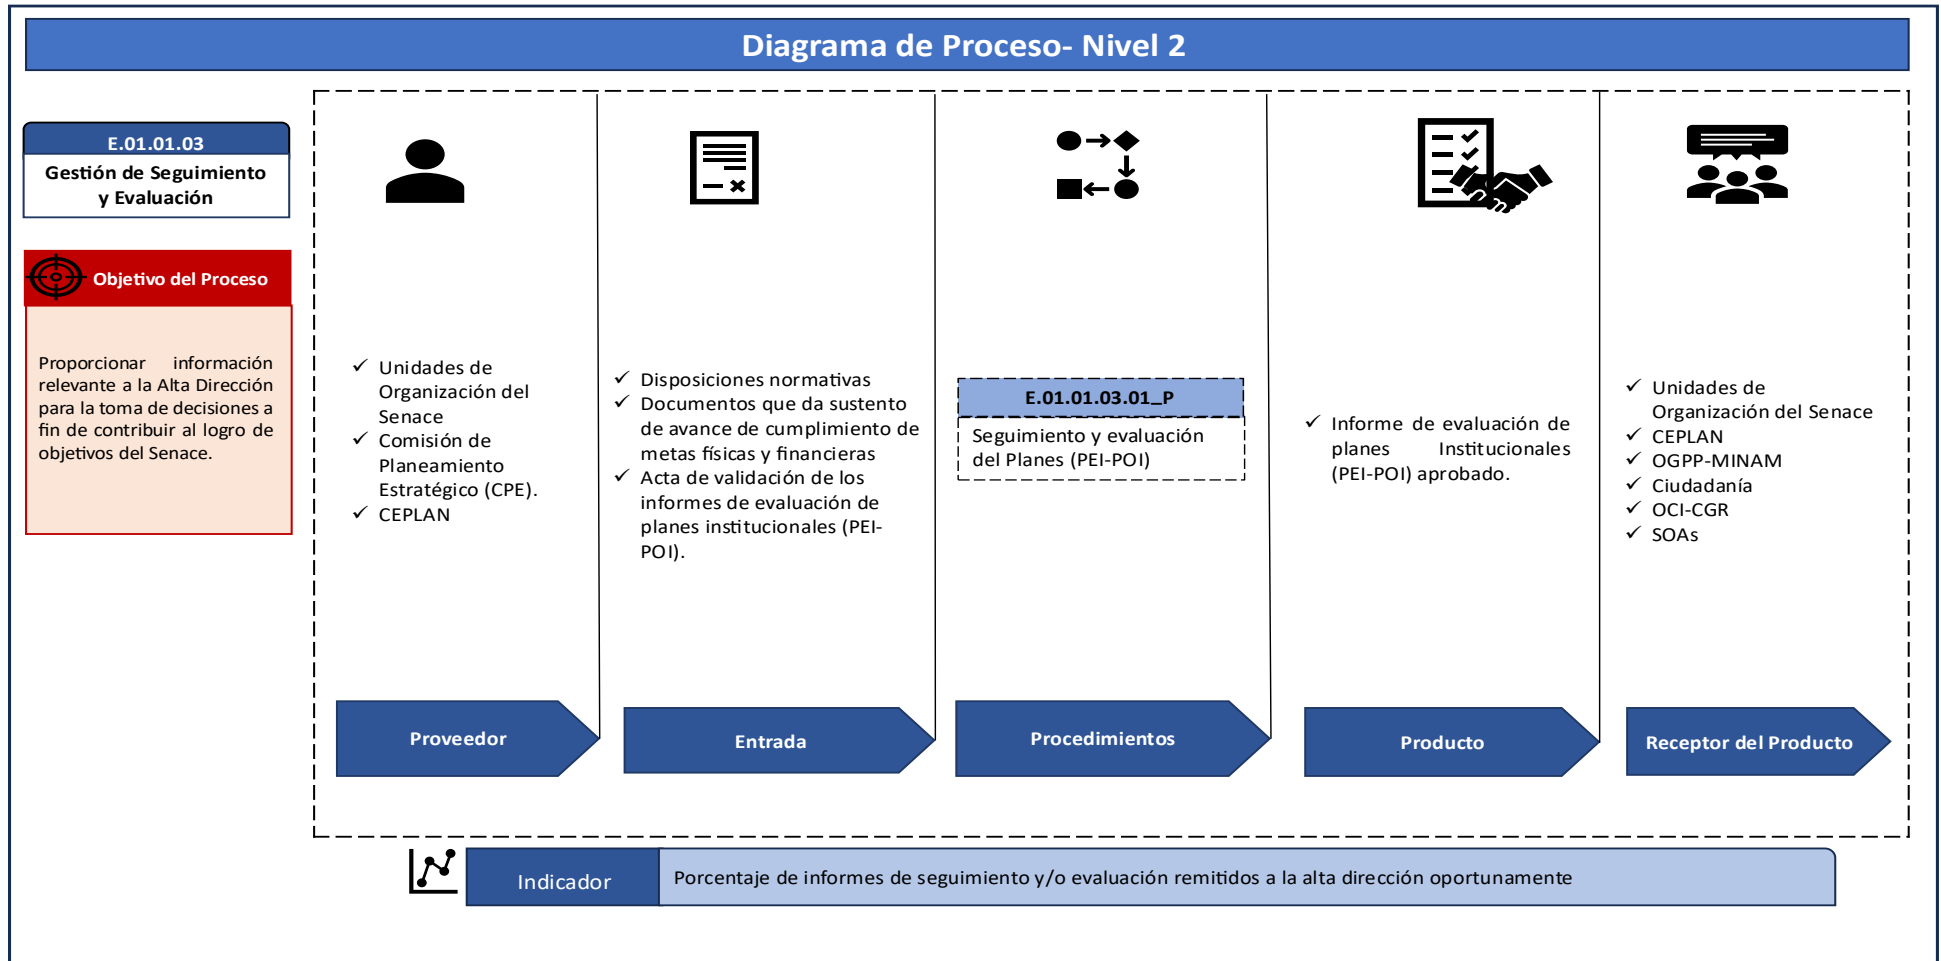 Diagrama de Proceso- Nivel 2
E.01.01.03
Gestión de Seguimiento
y Evaluación
Objetivo del Proceso
Proporcionar información
relevante a la Alta Dirección
para la toma de decisiones a
fin de contribuir al logro de
objetivos del Senace.
✓ Unidades de
Organización del
Senace
✓ Comisión de
Planeamiento
Estratégico (CPE).
✓ CEPLAN
Proveedor
✓ Disposiciones normativas
✓ Documentos que da sustento
de avance de cumplimiento de
metas físicas y financieras
✓ Acta de validación de los
informes de evaluación de
planes institucionales (PEI-
POI).
Entrada
E.01.01.03.01_P
Seguimiento y evaluación
del Planes (PEI-POI)
Procedimientos
✓ Informe de evaluación de
planes Institucionales
(PEI-POI) aprobado.
Producto
✓ Unidades de
Organización del Senace
✓ CEPLAN
✓ OGPP-MINAM
✓ Ciudadanía
✓ OCI-CGR
✓ SOAs
Receptor del Producto
Indicador
Porcentaje de informes de seguimiento y/o evaluación remitidos a la alta dirección oportunamente